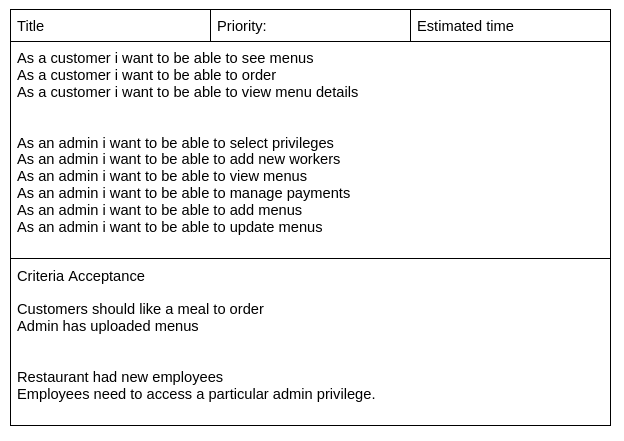 Title
Priority:
Estimated time
As a customer i want to be able to see menus
As a customer i want to be able to order
As a customer i want to be able to view menu details
As an admin i want to be able to select privileges
As an admin i want to be able to add new workers
As an admin i want to be able to view menus
As an admin i want to be able to manage payments
As an admin i want to be able to add menus
As an admin i want to be able to update menus
Criteria Acceptance
Customers should like a meal to order
Admin has uploaded menus
Restaurant had new employees
Employees need to access a particular admin privilege.